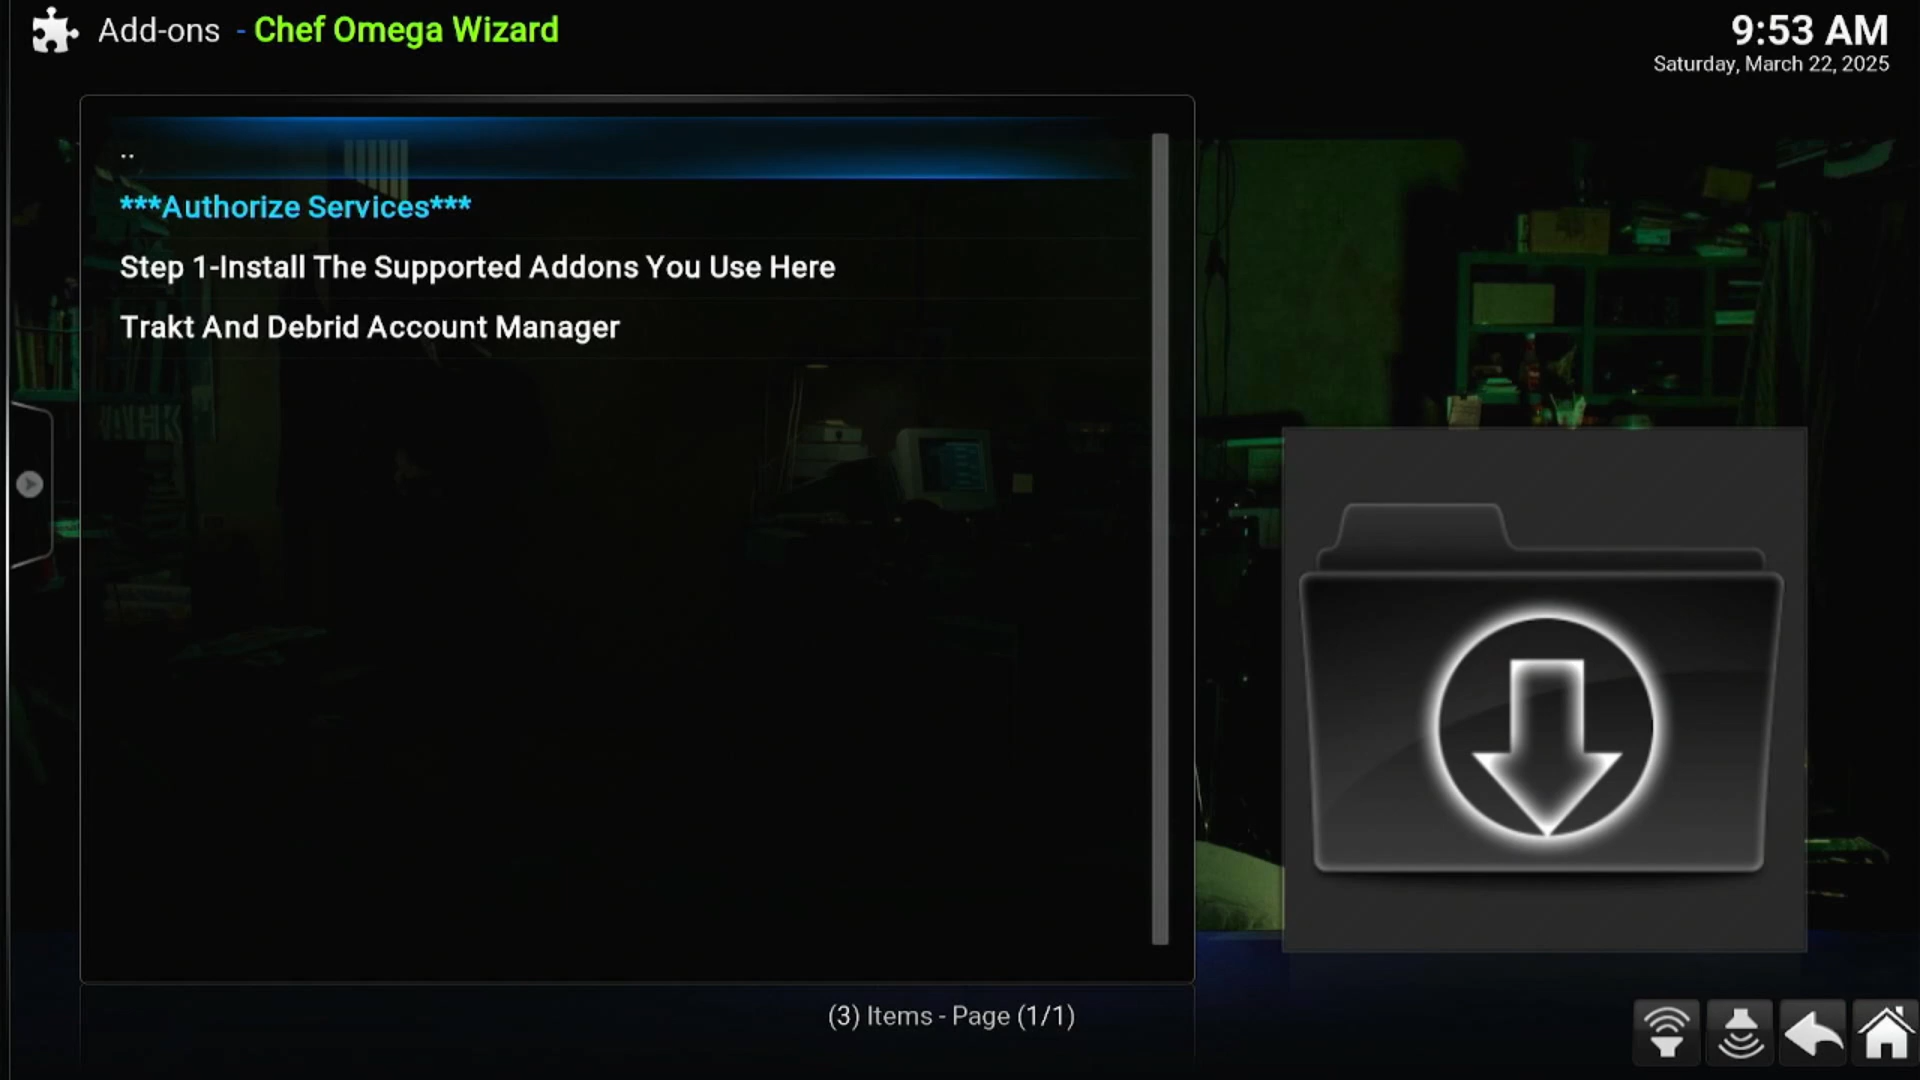 Add-ons - Chef Omega Wizard
9:53 AM
Saturday, March 22, 2025
..
***Authorize Services***
Step 1-Install The Supported Addons You Use Here
Trakt And Debrid Account Manager
(3) Items - Page (1/1)